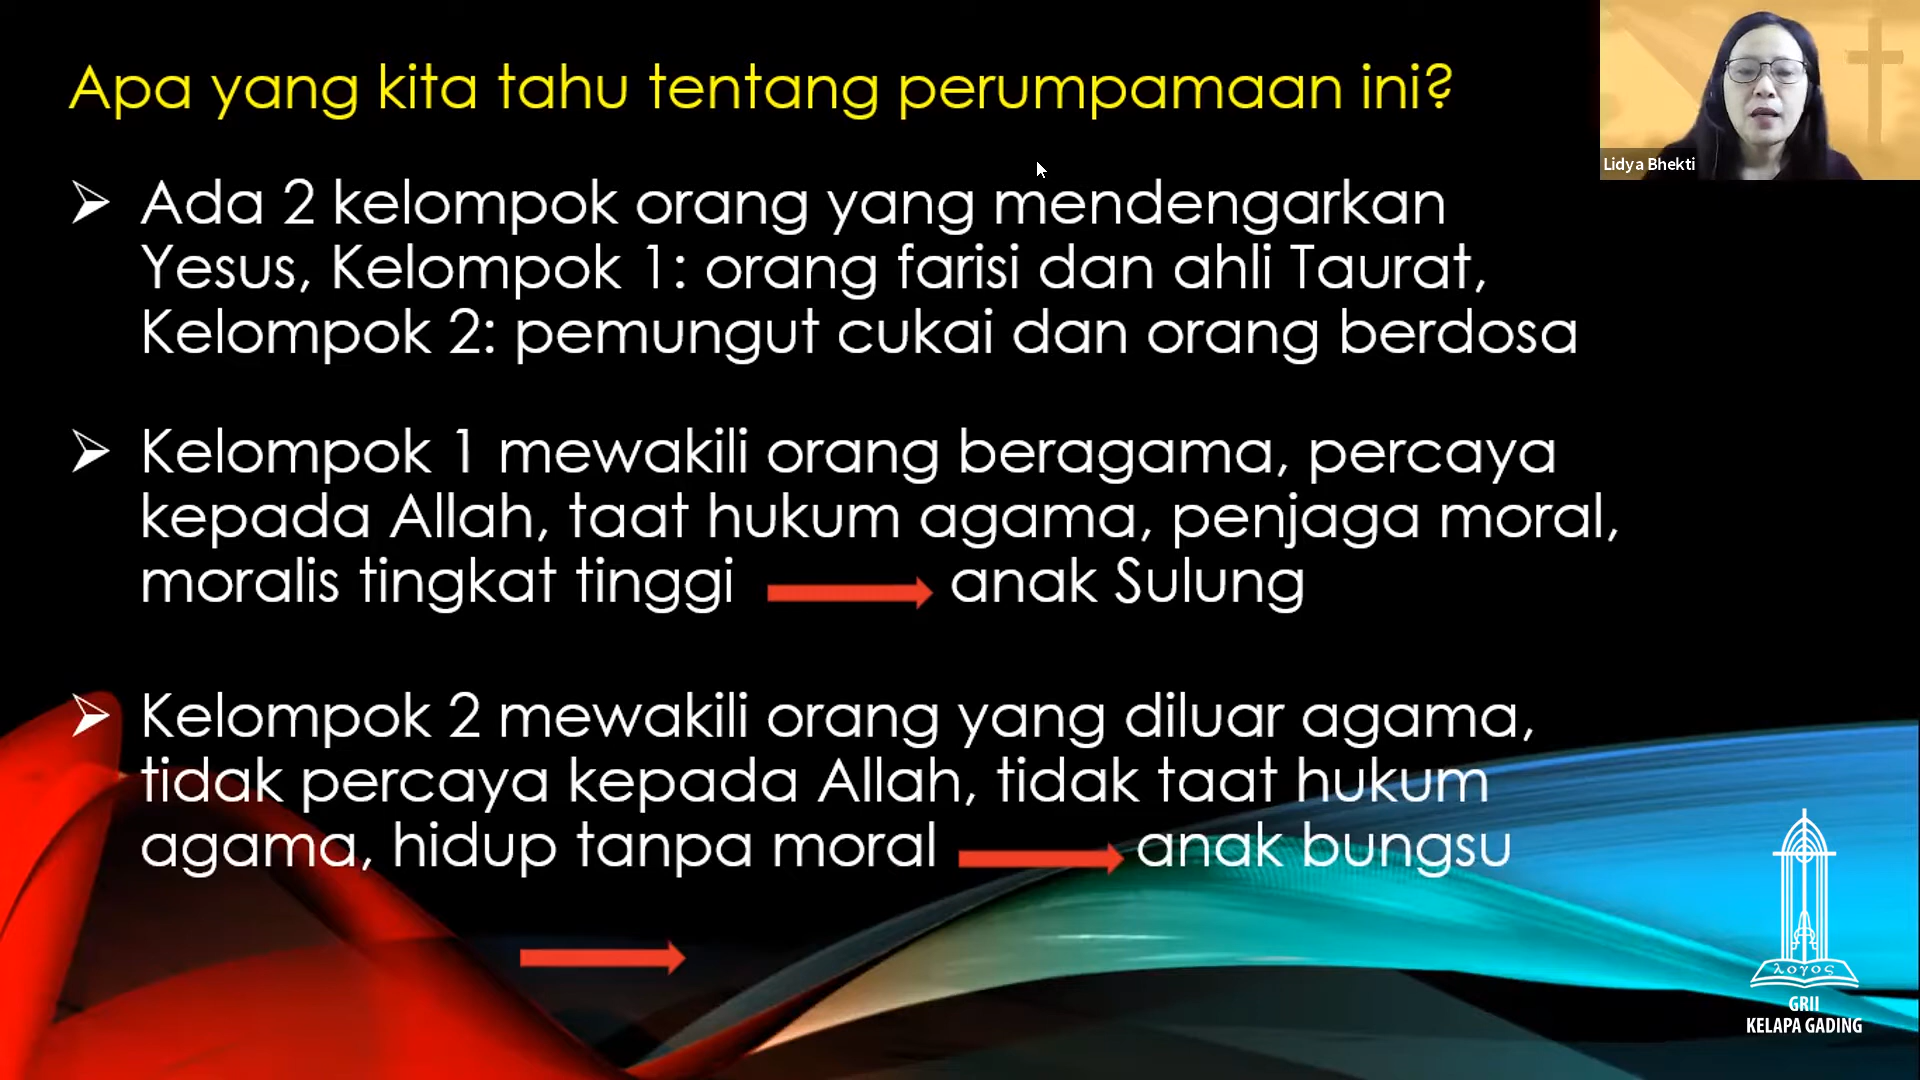 Apa yang kita tahu tentang perumpamaan ini?
Lidya Bhekti
Ada 2 kelompok orang yang mendengarkan
Yesus, Kelompok 1: orang farisi dan ahli Taurat,
Kelompok 2: pemungut cukai dan orang berdosa
Kelompok 1 mewakili orang beragama, percaya
kepada Allah, taat hukum agama, penjaga moral,
moralis tingkat tinggi anak Sulung
Kelompok 2 mewakili orang yang diluar agama,
tidak percaya kepada Allah, tidak taat hukum
agama, hidup tanpa moral anak bungsu
λογος
GRII
KELAPA GADING